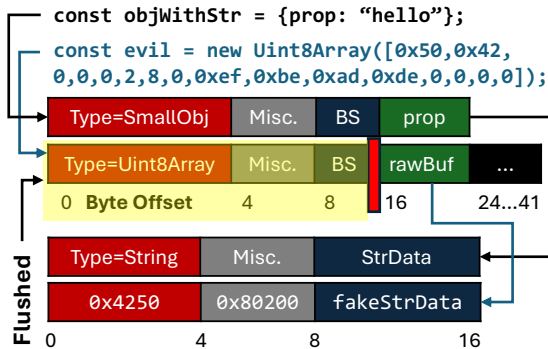 const objWithStr = {prop: “hello”};
const evil = new Uint8Array([0x50,0x42,
0,0,0,2,8,0,0xef,0xbe,0xad,0xde,0,0,0,0]);
Type=SmallObj Misc. BS prop
Type=Uint8Array Misc. BS rawBuf ...
0 Byte Offset 4 8 16 24...41
Flushed
Type=String Misc. StrData
0x4250 0x80200 fakeStrData
0 4 8 16